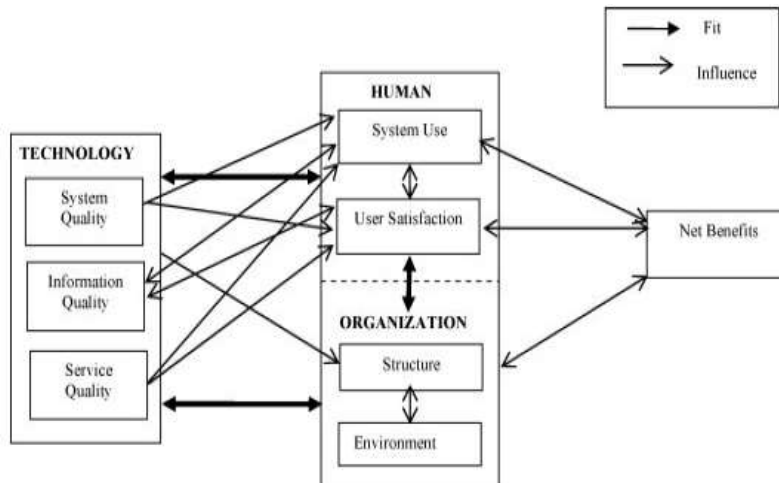 Fit
Influence
HUMAN
System Use
TECHNOLOGY
System
Quality
User Satisfaction
Net Benefits
Information
Quality
ORGANIZATION
Structure
Service
Quality
Environment